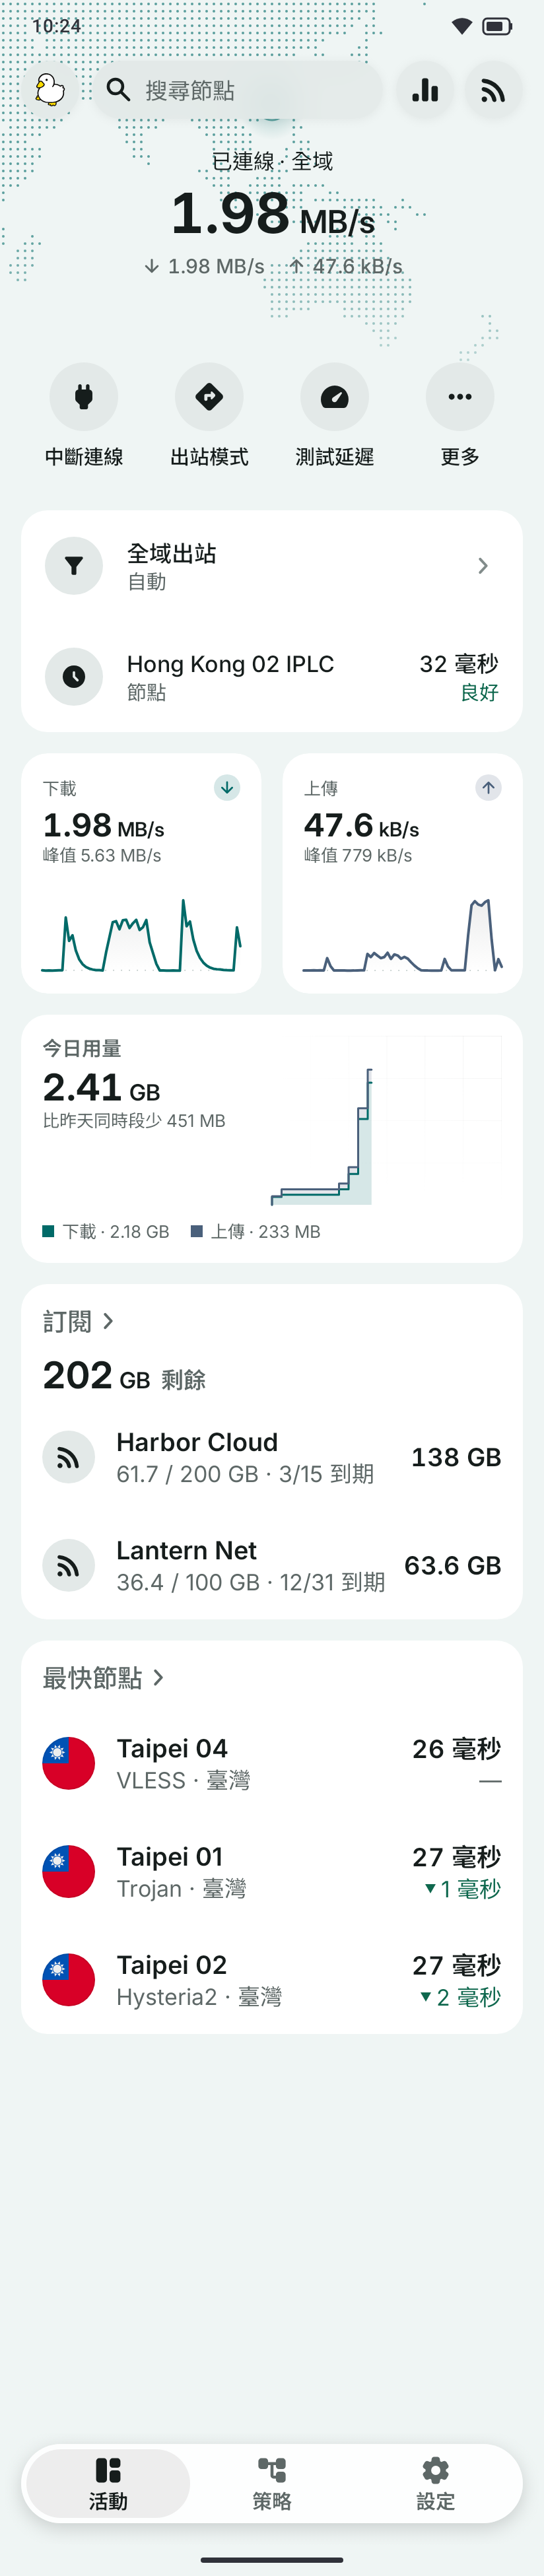 10:24
搜尋節點
已連線 · 全域
1.98 MB/s
↓ 1.98 MB/s ↑ 47.6 kB/s
中斷連線 出站模式 測試延遲 更多
全域出站
自動
Hong Kong 02 IPLC 32 毫秒
節點 良好
下載
1.98 MB/s
峰值 5.63 MB/s
上傳
47.6 kB/s
峰值 779 kB/s
今日用量
2.41 GB
比昨天同時段少 451 MB
下載 · 2.18 GB 上傳 · 233 MB
訂閱
202 GB 剩餘
Harbor Cloud 138 GB
61.7 / 200 GB · 3/15 到期
Lantern Net 63.6 GB
36.4 / 100 GB · 12/31 到期
最快節點
Taipei 04 26 毫秒
VLESS · 臺灣 —
Taipei 01 27 毫秒
Trojan · 臺灣 ▼1 毫秒
Taipei 02 27 毫秒
Hysteria2 · 臺灣 ▼2 毫秒
活動 策略 設定